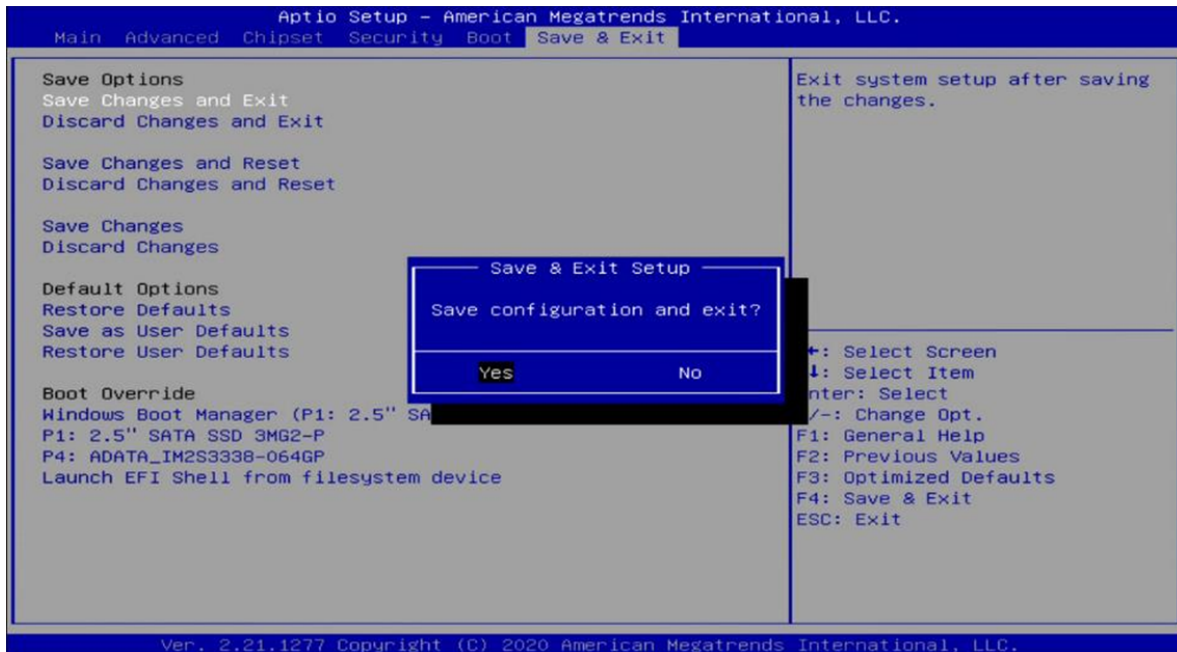 Aptio Setup – American Megatrends International, LLC.
Main Advanced Chipset Security Boot Save & Exit
Save Options
Save Changes and Exit
Discard Changes and Exit
Save Changes and Reset
Discard Changes and Reset
Save Changes
Discard Changes
Default Options
Restore Defaults
Save as User Defaults
Restore User Defaults
Boot Override
Windows Boot Manager (P1: 2.5" SA
P1: 2.5" SATA SSD 3MG2-P
P4: ADATA_IM2S3338-064GP
Launch EFI Shell from filesystem device
Save & Exit Setup
Save configuration and exit?
Yes No
Exit system setup after saving
the changes.
: Select Screen
: Select Item
nter: Select
/-: Change Opt.
F1: General Help
F2: Previous Values
F3: Optimized Defaults
F4: Save & Exit
ESC: Exit
Ver. 2.21.1277 Copyright (C) 2020 American Megatrends International, LLC.